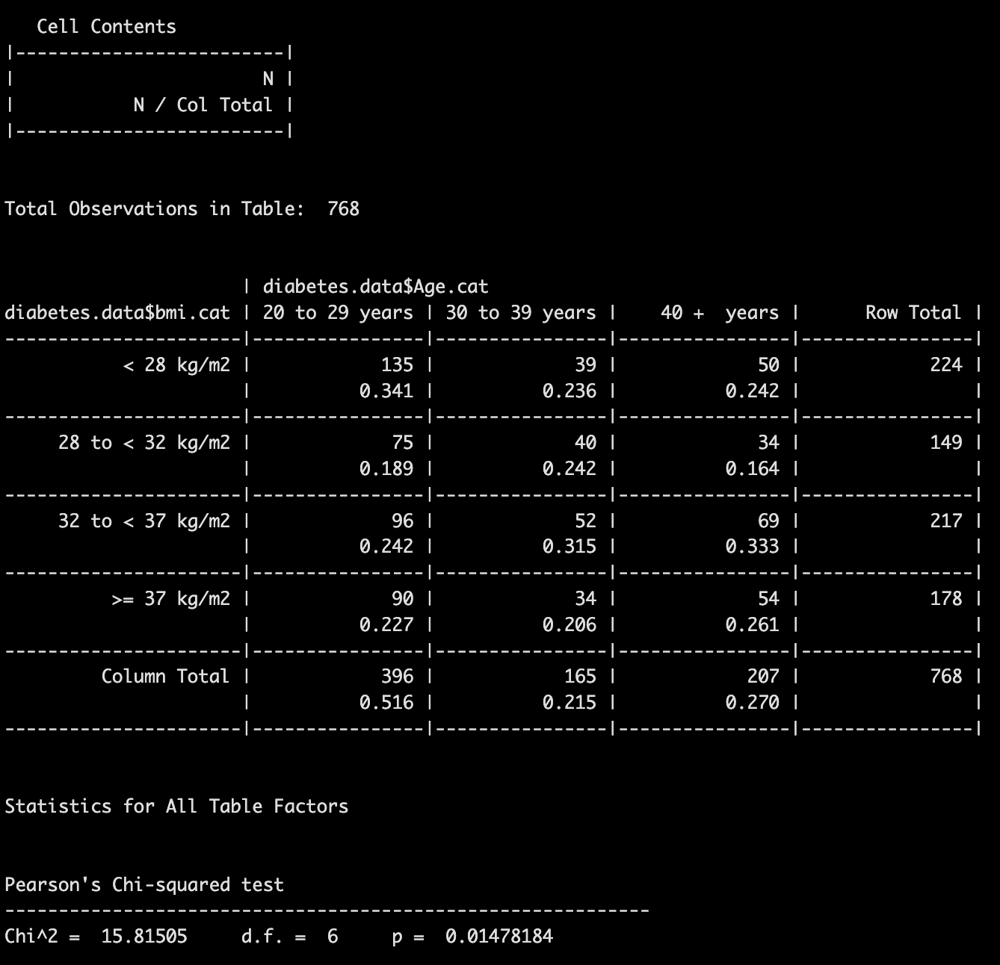 Cell Contents
|-------------------------|
|                       N |
|           N / Col Total |
|-------------------------|
Total Observations in Table:  768
                      | diabetes.data$Age.cat
diabetes.data$bmi.cat | 20 to 29 years | 30 to 39 years |    40 +  years |      Row Total |
----------------------|----------------|----------------|----------------|----------------|
           < 28 kg/m2 |            135 |             39 |             50 |            224 |
                      |          0.341 |          0.236 |          0.242 |                |
----------------------|----------------|----------------|----------------|----------------|
     28 to < 32 kg/m2 |             75 |             40 |             34 |            149 |
                      |          0.189 |          0.242 |          0.164 |                |
----------------------|----------------|----------------|----------------|----------------|
     32 to < 37 kg/m2 |             96 |             52 |             69 |            217 |
                      |          0.242 |          0.315 |          0.333 |                |
----------------------|----------------|----------------|----------------|----------------|
          >= 37 kg/m2 |             90 |             34 |             54 |            178 |
                      |          0.227 |          0.206 |          0.261 |                |
----------------------|----------------|----------------|----------------|----------------|
         Column Total |            396 |            165 |            207 |            768 |
                      |          0.516 |          0.215 |          0.270 |                |
----------------------|----------------|----------------|----------------|----------------|
Statistics for All Table Factors
Pearson's Chi-squared test
------------------------------------------------------------
Chi^2 =  15.81505     d.f. =  6     p =  0.01478184